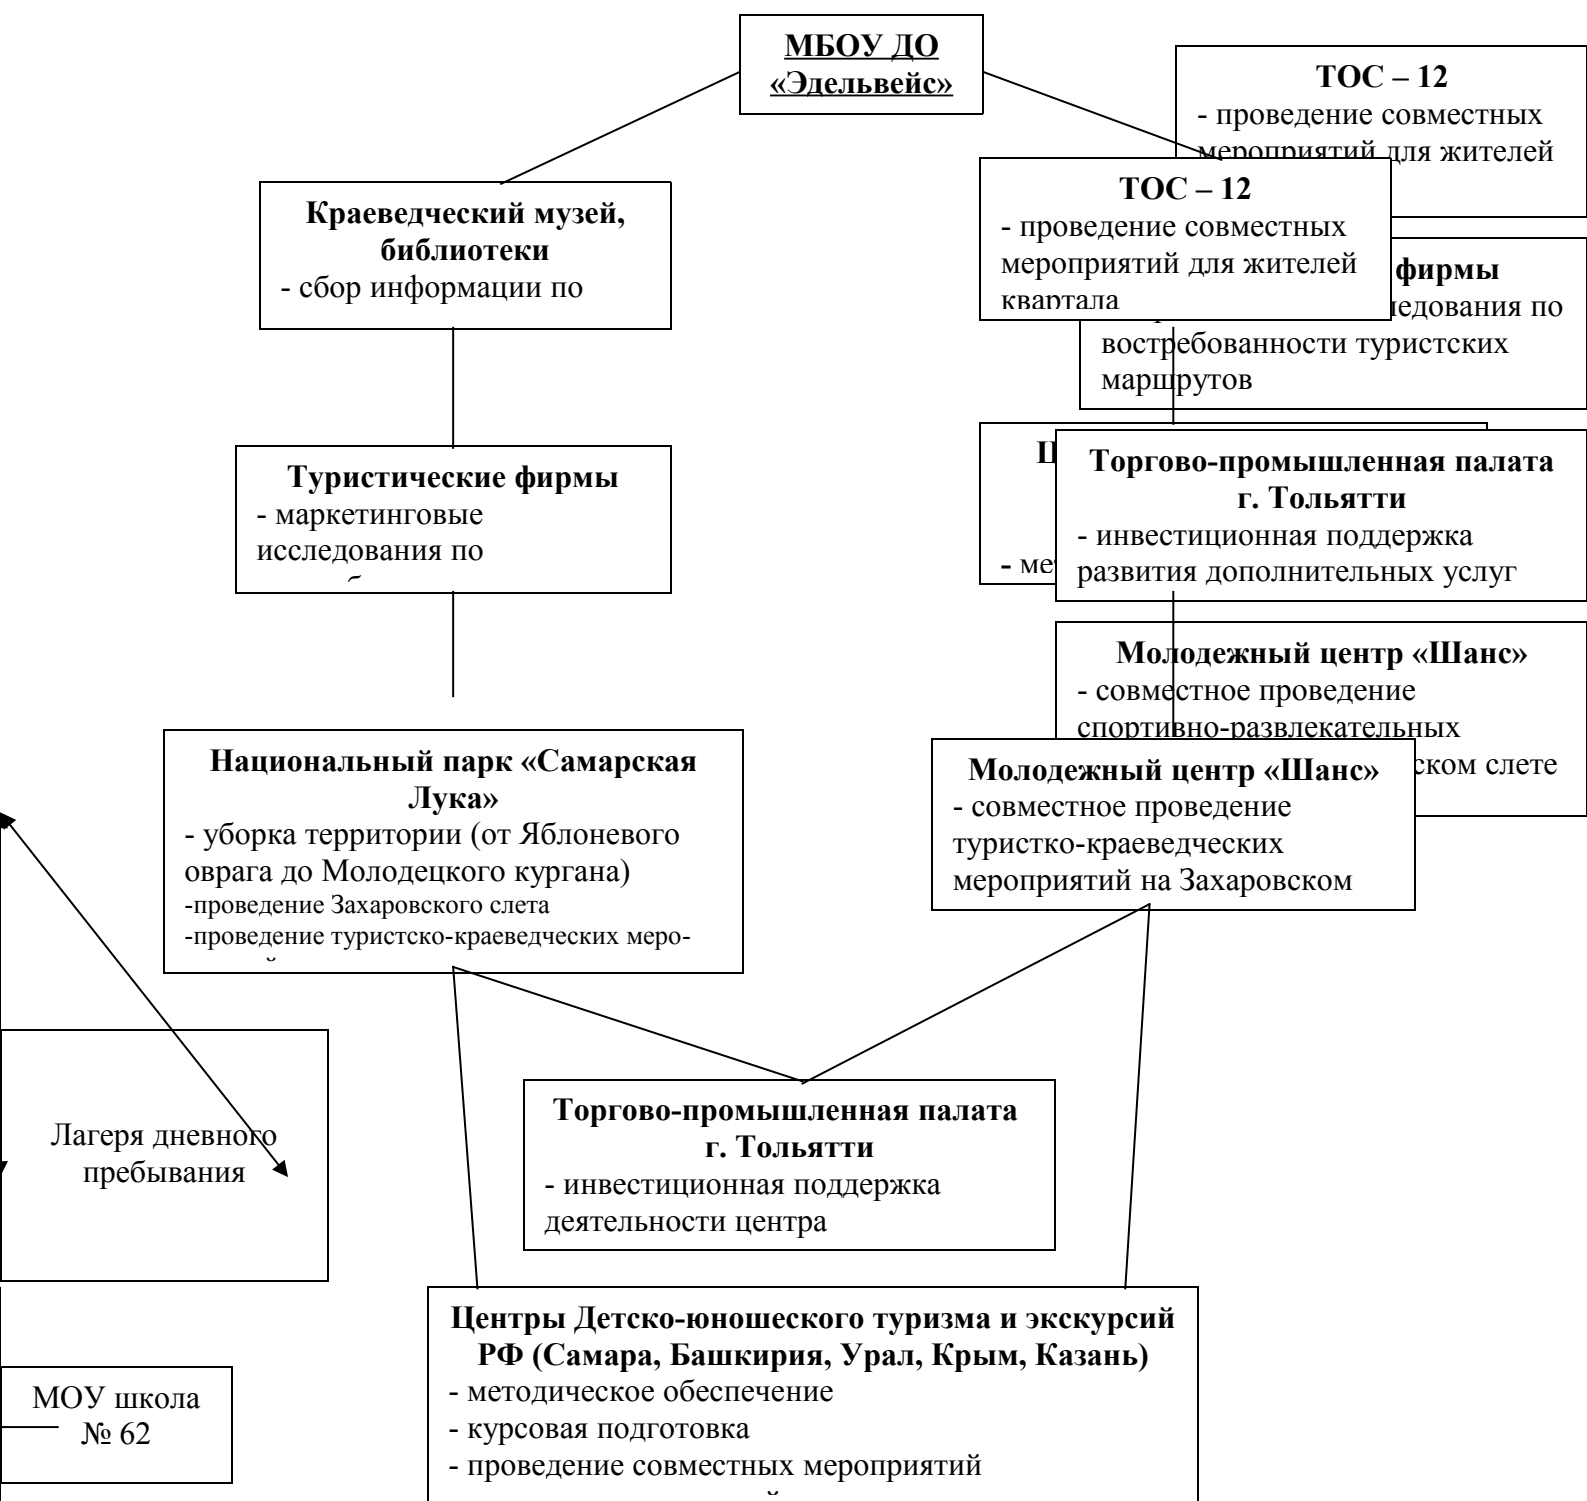 МБОУ ДО
«Эдельвейс»
ТОС – 12
- проведение совместных
мероприятий для жителей
ТОС – 12
- проведение совместных
мероприятий для жителей
квартала
Краеведческий музей,
библиотеки
- сбор информации по
фирмы
по
востребованности туристских
маршрутов
Туристические фирмы
- маркетинговые
исследования по
Торгово-промышленная палата
г. Тольятти
- инвестиционная поддержка
развития дополнительных услуг
Молодежный центр «Шанс»
- совместное проведение
спортивно-развлекательных
слете
Национальный парк «Самарская
Лука»
- уборка территории (от Яблоневого
оврага до Молодецкого кургана)
-проведение Захаровского слета
-проведение туристско-краеведческих меро-
Молодежный центр «Шанс»
- совместное проведение
туристко-краеведческих
мероприятий на Захаровском
Лагеря дневного
пребывания
Торгово-промышленная палата
г. Тольятти
- инвестиционная поддержка
деятельности центра
Центры Детско-юношеского туризма и экскурсий
РФ (Самара, Башкирия, Урал, Крым, Казань)
- методическое обеспечение
- курсовая подготовка
- проведение совместных мероприятий
МОУ школа
№ 62